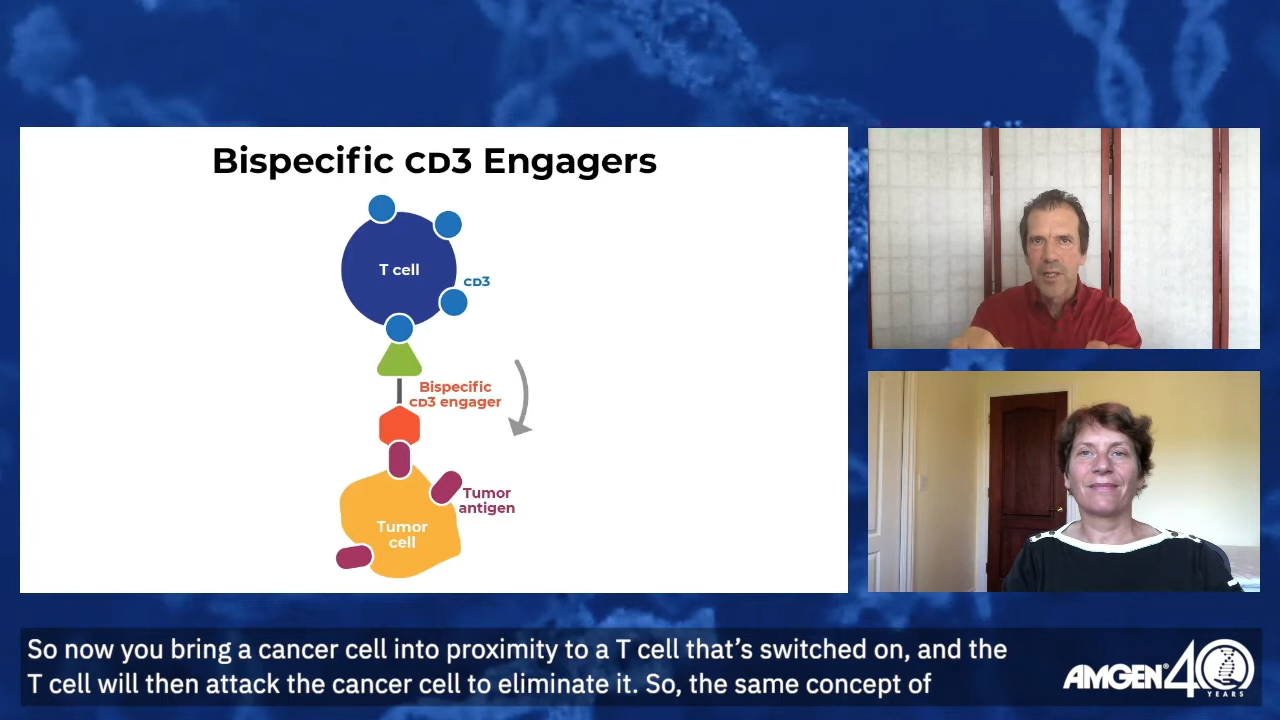 Bispecific CD3 Engagers
T cell
CD3
Bispecific
CD3 engager
Tumor
antigen
Tumor
cell
So now you bring a cancer cell into proximity to a T cell that’s switched on, and the
T cell will then attack the cancer cell to eliminate it. So, the same concept of
AMGEN® 40
YEARS